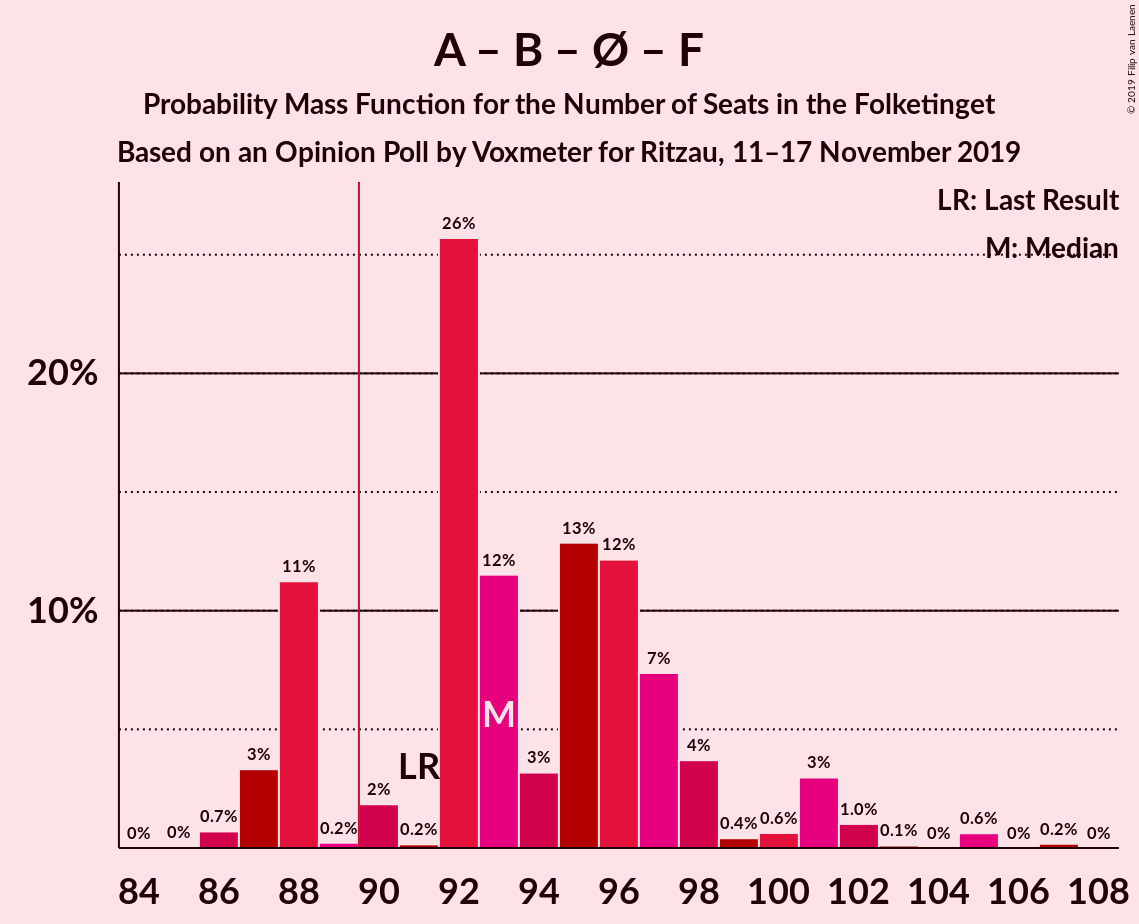 A – B – Ø – F
Probability Mass Function for the Number of Seats in the Folketinget
Based on an Opinion Poll by Voxmeter for Ritzau, 11–17 November 2019
© 2019 Filip van Laenen
LR: Last Result
M: Median
20%
10%
0% 0% 0.7% 3% 11% 0.2% 2% 0.2% 26% 12% 3% 13% 12% 7% 4% 0.4% 0.6% 3% 1.0% 0.1% 0% 0.6% 0% 0.2% 0%
LR
M
84 86 88 90 92 94 96 98 100 102 104 106 108